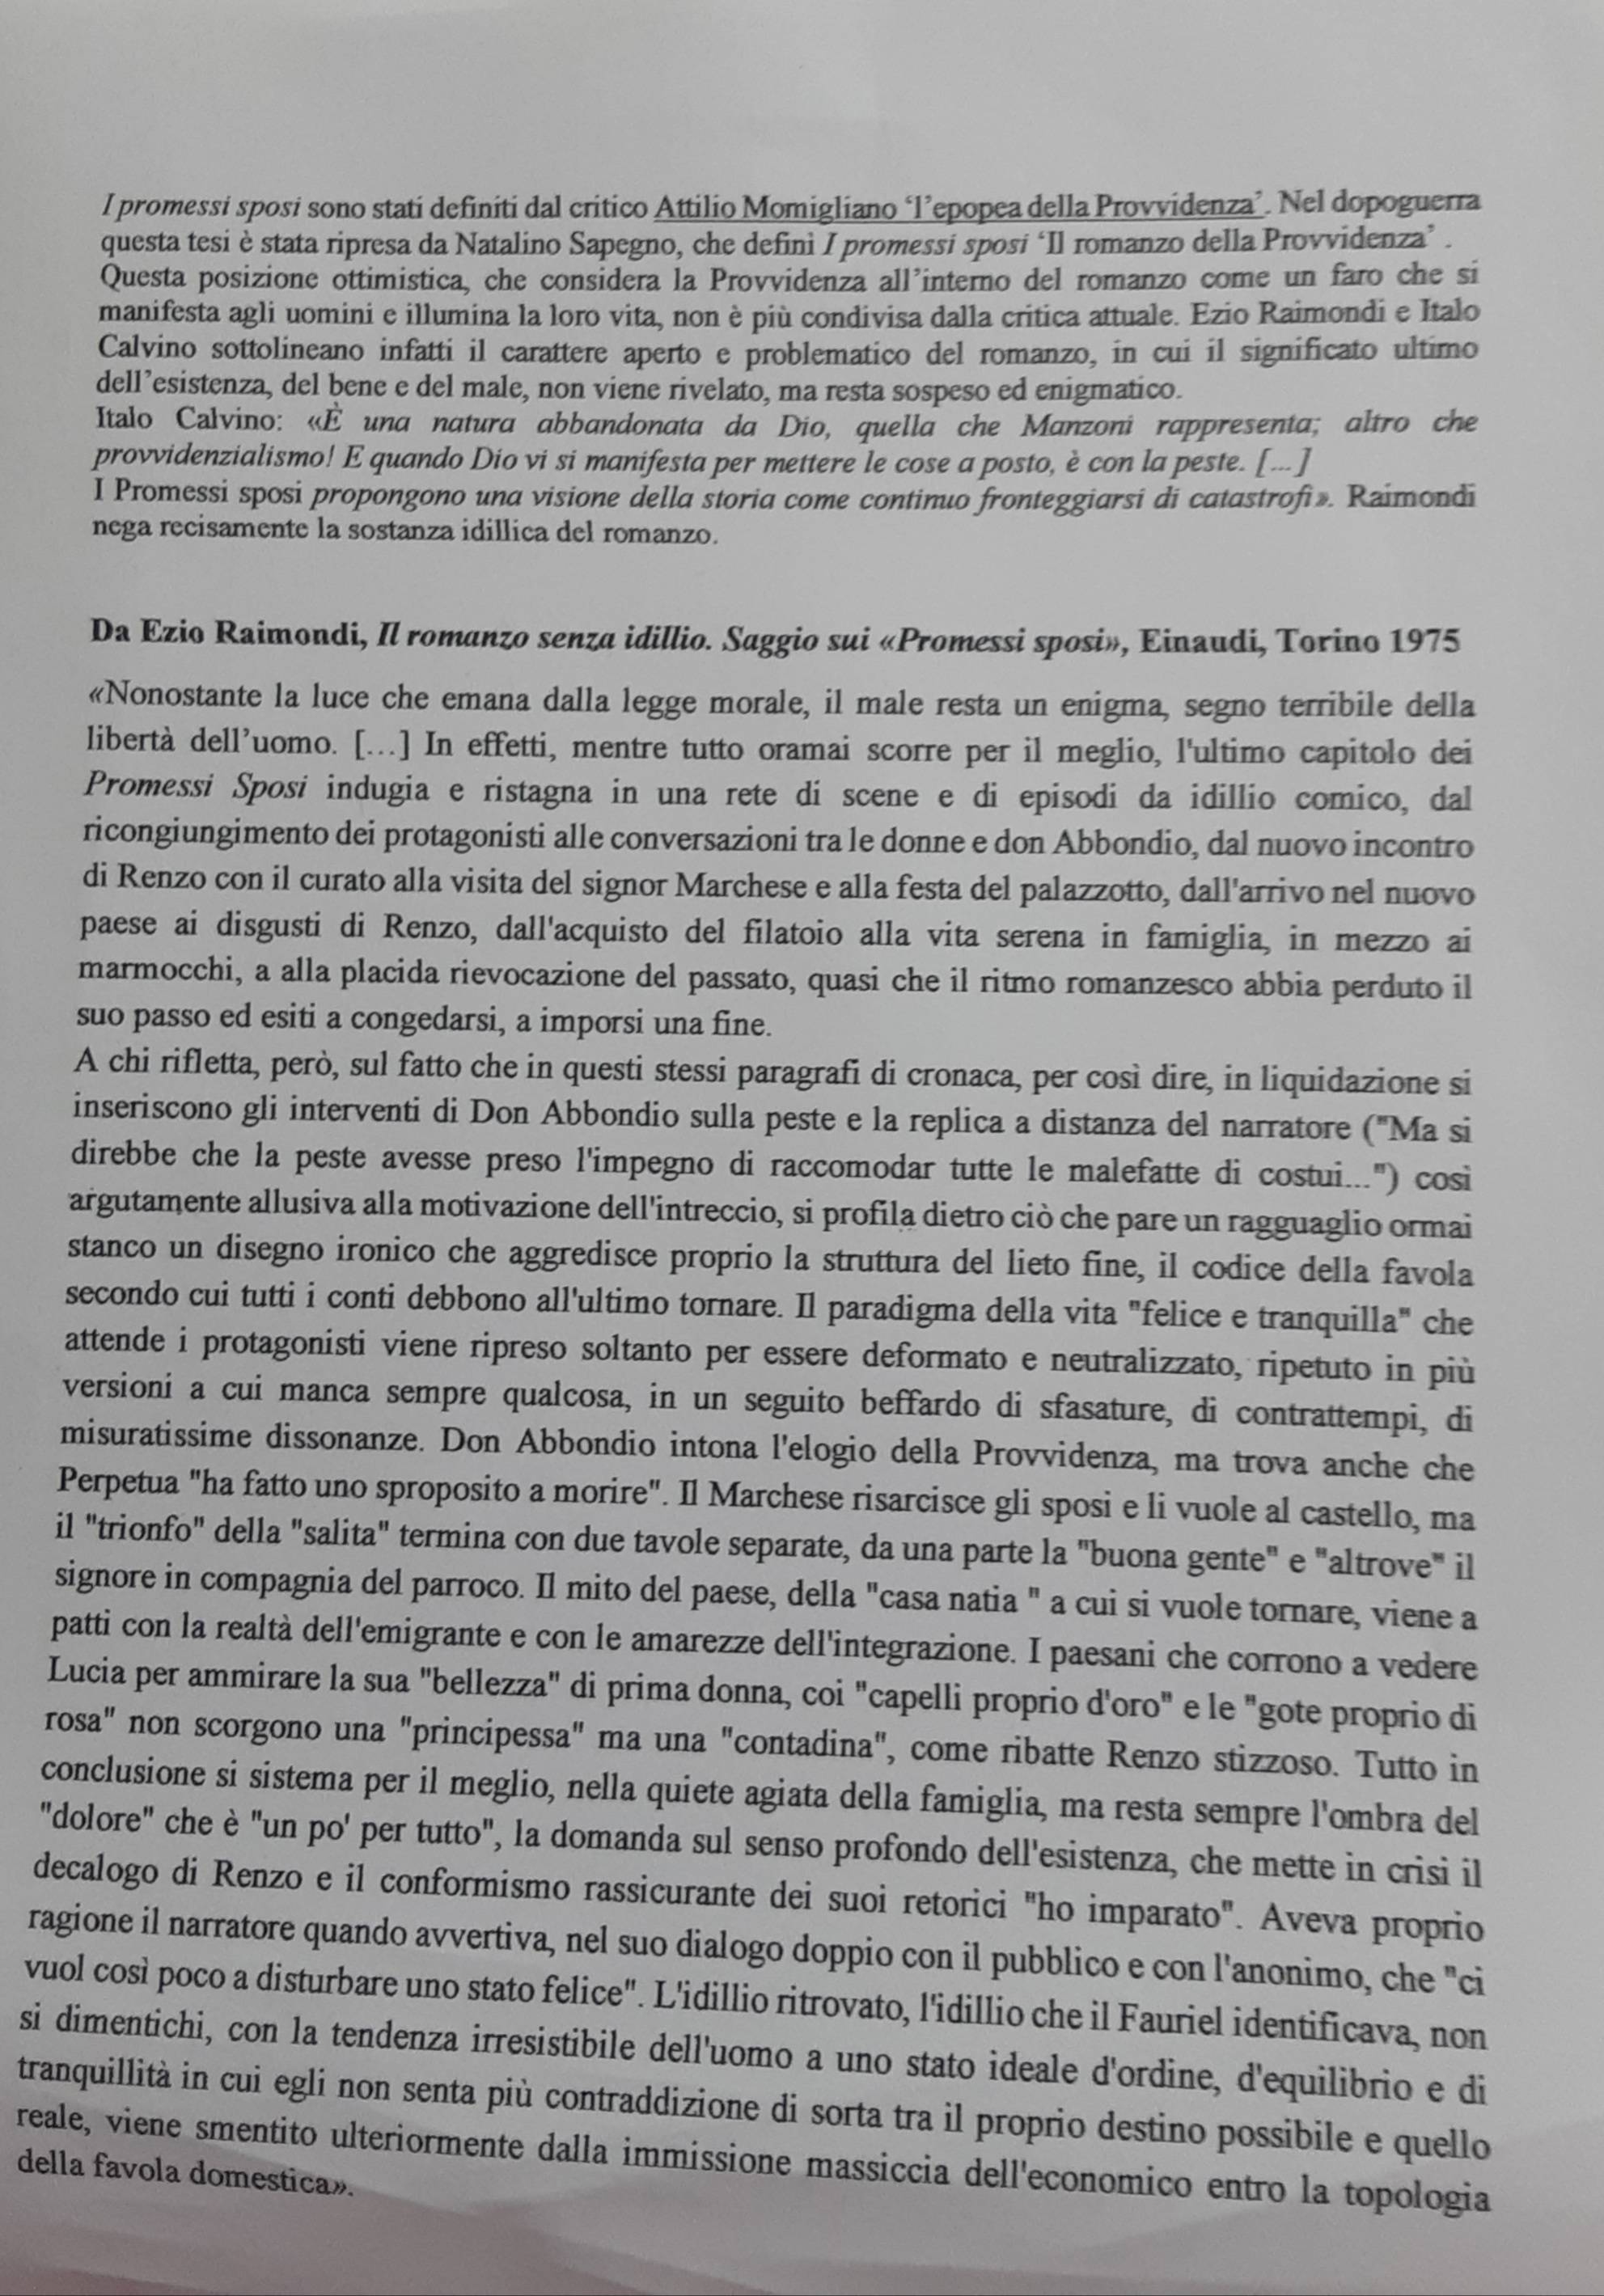 I promessi sposi sono stati definiti dal critico Attilio Momigliano ‘l’epopea della Provvidenza’. Nel dopoguerra
questa tesi è stata ripresa da Natalino Sapegno, che definì I promessi sposi ‘Il romanzo della Provvidenza’ .
Questa posizione ottimistica, che considera la Provvidenza all’interno del romanzo come un faro che si
manifesta agli uomini e illumina la loro vita, non è più condivisa dalla critica attuale. Ezio Raimondi e Italo
Calvino sottolineano infatti il carattere aperto e problematico del romanzo, in cui il significato ultimo
dell’esistenza, del bene e del male, non viene rivelato, ma resta sospeso ed enigmatico.
Italo Calvino: «È una natura abbandonata da Dio, quella che Manzoni rappresenta; altro che
provvidenzialismo! E quando Dio vi si manifesta per mettere le cose a posto, è con la peste. [...]
I Promessi sposi propongono una visione della storia come continuo fronteggiarsi di catastrofi». Raimondi
nega recisamente la sostanza idillica del romanzo.
Da Ezio Raimondi, Il romanzo senza idillio. Saggio sui «Promessi sposi», Einaudi, Torino 1975
«Nonostante la luce che emana dalla legge morale, il male resta un enigma, segno terribile della
libertà dell’uomo. [...] In effetti, mentre tutto oramai scorre per il meglio, l'ultimo capitolo dei
Promessi Sposi indugia e ristagna in una rete di scene e di episodi da idillio comico, dal
ricongiungimento dei protagonisti alle conversazioni tra le donne e don Abbondio, dal nuovo incontro
di Renzo con il curato alla visita del signor Marchese e alla festa del palazzotto, dall'arrivo nel nuovo
paese ai disgusti di Renzo, dall'acquisto del filatoio alla vita serena in famiglia, in mezzo ai
marmocchi, a alla placida rievocazione del passato, quasi che il ritmo romanzesco abbia perduto il
suo passo ed esiti a congedarsi, a imporsi una fine.
A chi rifletta, però, sul fatto che in questi stessi paragrafi di cronaca, per così dire, in liquidazione si
inseriscono gli interventi di Don Abbondio sulla peste e la replica a distanza del narratore ("Ma si
direbbe che la peste avesse preso l'impegno di raccomodar tutte le malefatte di costui...") così
argutamente allusiva alla motivazione dell'intreccio, si profila dietro ciò che pare un ragguaglio ormai
stanco un disegno ironico che aggredisce proprio la struttura del lieto fine, il codice della favola
secondo cui tutti i conti debbono all'ultimo tornare. Il paradigma della vita "felice e tranquilla" che
attende i protagonisti viene ripreso soltanto per essere deformato e neutralizzato, ripetuto in più
versioni a cui manca sempre qualcosa, in un seguito beffardo di sfasature, di contrattempi, di
misuratissime dissonanze. Don Abbondio intona l'elogio della Provvidenza, ma trova anche che
Perpetua "ha fatto uno sproposito a morire". Il Marchese risarcisce gli sposi e li vuole al castello, ma
il "trionfo" della "salita" termina con due tavole separate, da una parte la "buona gente" e "altrove" il
signore in compagnia del parroco. Il mito del paese, della "casa natia " a cui si vuole tornare, viene a
patti con la realtà dell'emigrante e con le amarezze dell'integrazione. I paesani che corrono a vedere
Lucia per ammirare la sua "bellezza" di prima donna, coi "capelli proprio d'oro" e le "gote proprio di
rosa" non scorgono una "principessa" ma una "contadina", come ribatte Renzo stizzoso. Tutto in
conclusione si sistema per il meglio, nella quiete agiata della famiglia, ma resta sempre l'ombra del
"dolore" che è "un po' per tutto", la domanda sul senso profondo dell'esistenza, che mette in crisi il
decalogo di Renzo e il conformismo rassicurante dei suoi retorici "ho imparato". Aveva proprio
ragione il narratore quando avvertiva, nel suo dialogo doppio con il pubblico e con l'anonimo, che "ci
vuol così poco a disturbare uno stato felice". L'idillio ritrovato, l'idillio che il Fauriel identificava, non
si dimentichi, con la tendenza irresistibile dell'uomo a uno stato ideale d'ordine, d'equilibrio e di
tranquillità in cui egli non senta più contraddizione di sorta tra il proprio destino possibile e quello
reale, viene smentito ulteriormente dalla immissione massiccia dell'economico entro la topologia
della favola domestica».